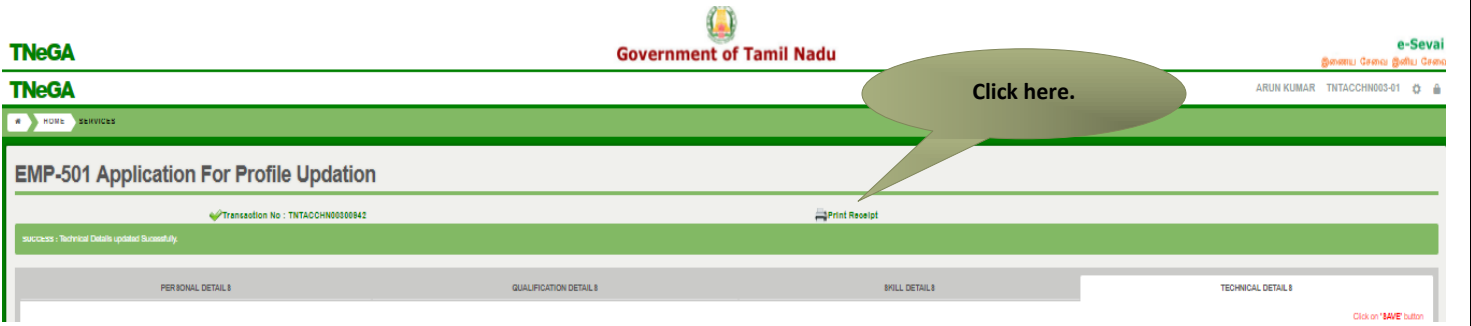 TNeGA
Government of Tamil Nadu
e-Sevai
இணைய சேவை இனிய சேவை
TNeGA
Click here.
ARUN KUMAR TNTACCHN003-01
HOME SERVICES
EMP-501 Application For Profile Updation
Transaction No : TNTACCHN00300942
Print Receipt
SUCCESS : Technical Details updated Sucessfully.
PERSONAL DETAILS
QUALIFICATION DETAILS
SKILL DETAILS
TECHNICAL DETAILS
Click on "SAVE" button